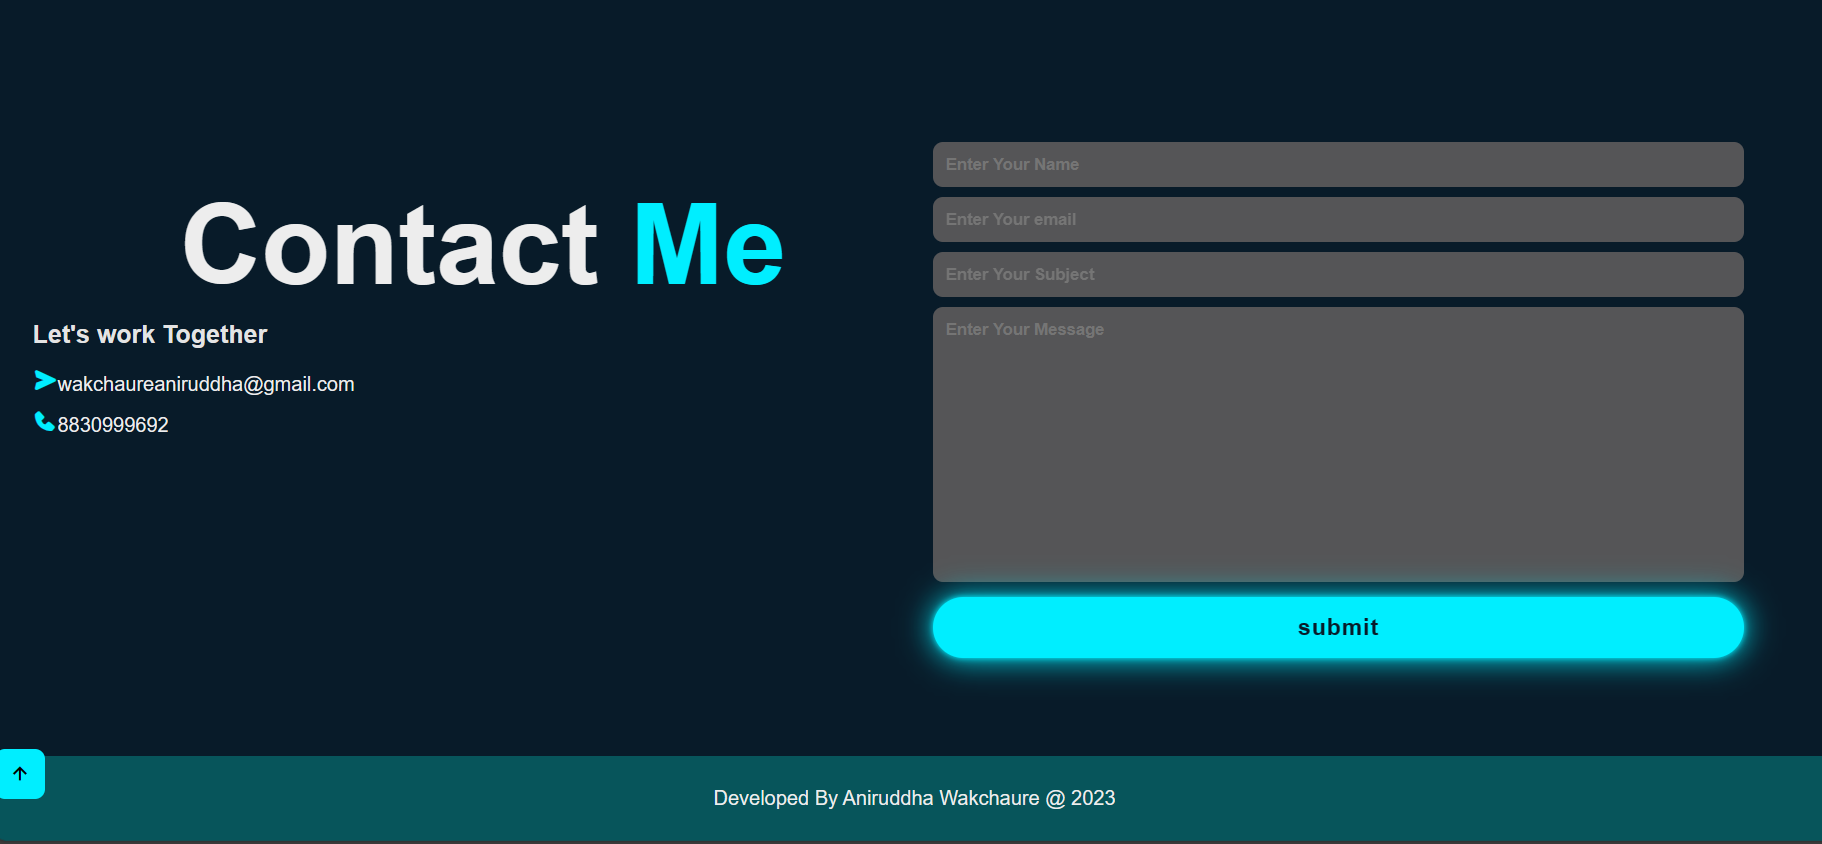 Contact Me
Let's work Together
wakchaureaniruddha@gmail.com
8830999692
Enter Your Name
Enter Your email
Enter Your Subject
Enter Your Message
submit
Developed By Aniruddha Wakchaure @ 2023